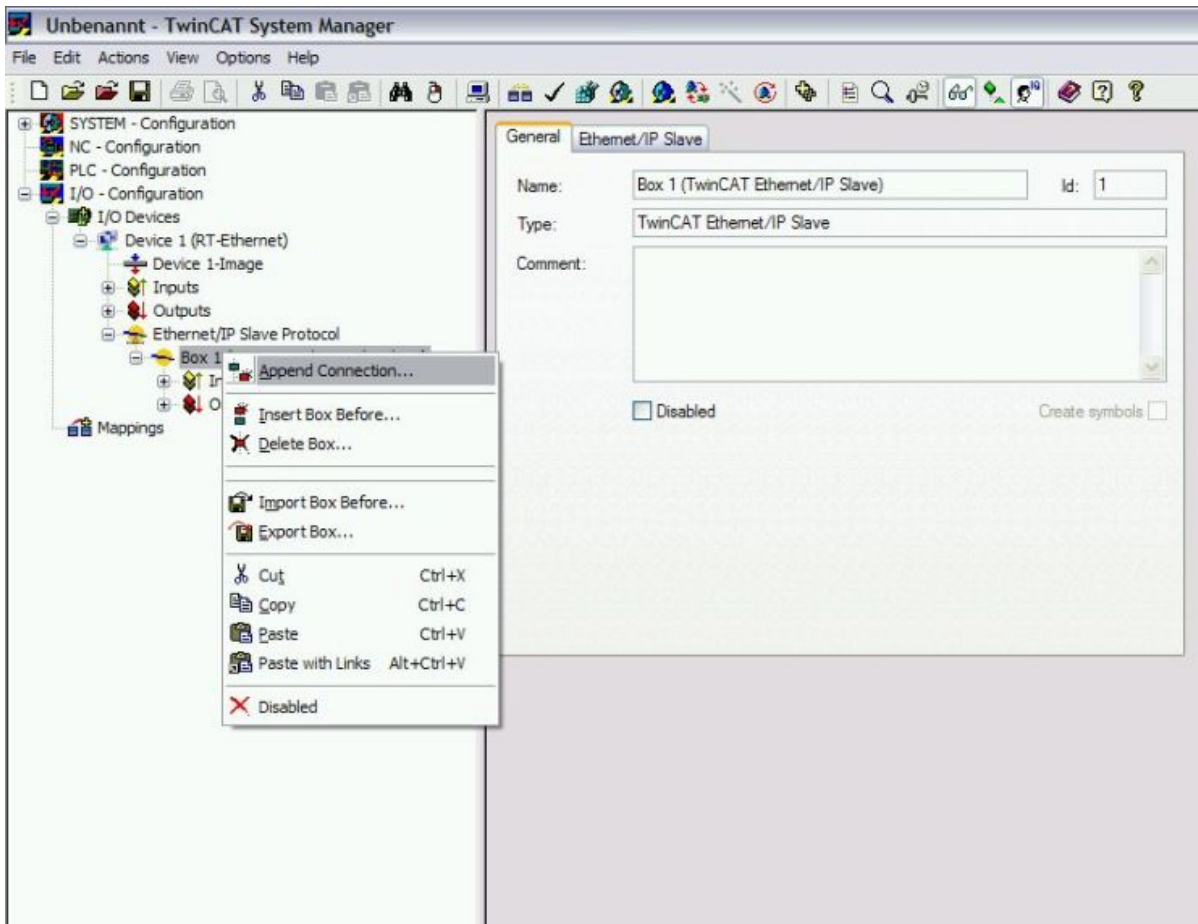 Unbenannt - TwinCAT System Manager
File Edit Actions View Options Help
SYSTEM - Configuration
NC - Configuration
PLC - Configuration
I/O - Configuration
I/O Devices
Device 1 (RT-Ethernet)
Device 1-Image
Inputs
Outputs
Ethernet/IP Slave Protocol
Box 1
Mappings
Append Connection...
Insert Box Before...
Delete Box...
Import Box Before...
Export Box...
Cut Ctrl+X
Copy Ctrl+C
Paste Ctrl+V
Paste with Links Alt+Ctrl+V
Disabled
General Ethernet/IP Slave
Name: Box 1 (TwinCAT Ethernet/IP Slave) Id: 1
Type: TwinCAT Ethernet/IP Slave
Comment:
Disabled Create symbols